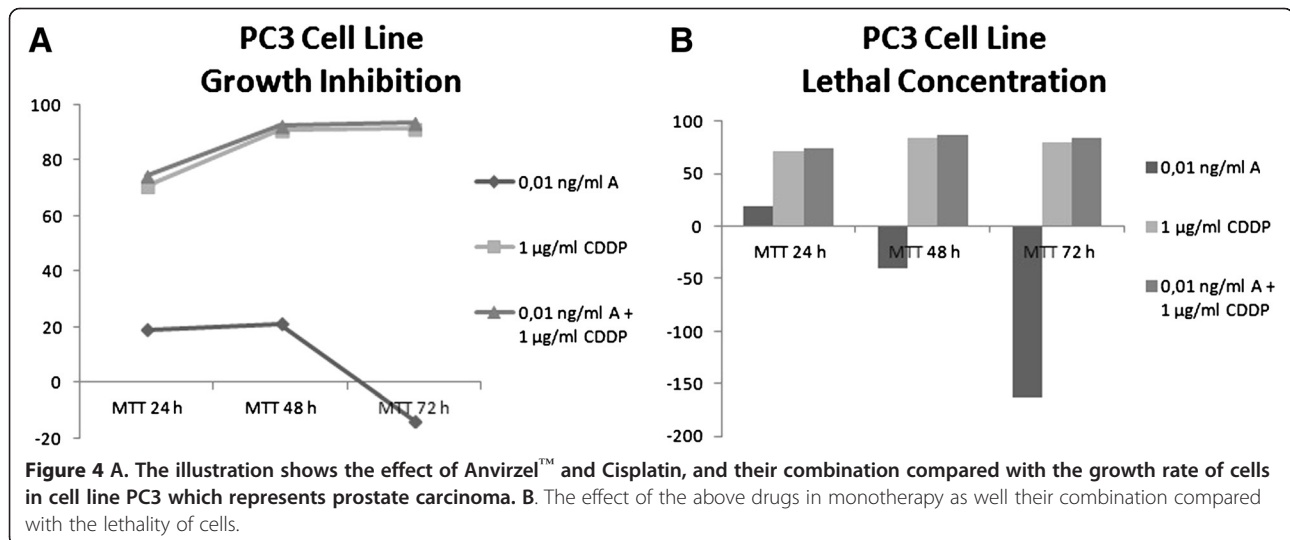 A
PC3 Cell Line
Growth Inhibition
100
80
60
40
20
0
-20
MTT 24 h
MTT 48 h
MTT 72 h
0,01 ng/ml A
1 µg/ml CDDP
0,01 ng/ml A +
1 µg/ml CDDP
B
PC3 Cell Line
Lethal Concentration
100
50
0
-50
-100
-150
-200
MTT 24 h
MTT 48 h
MTT 72 h
0,01 ng/ml A
1 µg/ml CDDP
0,01 ng/ml A +
1 µg/ml CDDP
Figure 4 A. The illustration shows the effect of Anvirzel™ and Cisplatin, and their combination compared with the growth rate of cells
in cell line PC3 which represents prostate carcinoma. B. The effect of the above drugs in monotherapy as well their combination compared
with the lethality of cells.